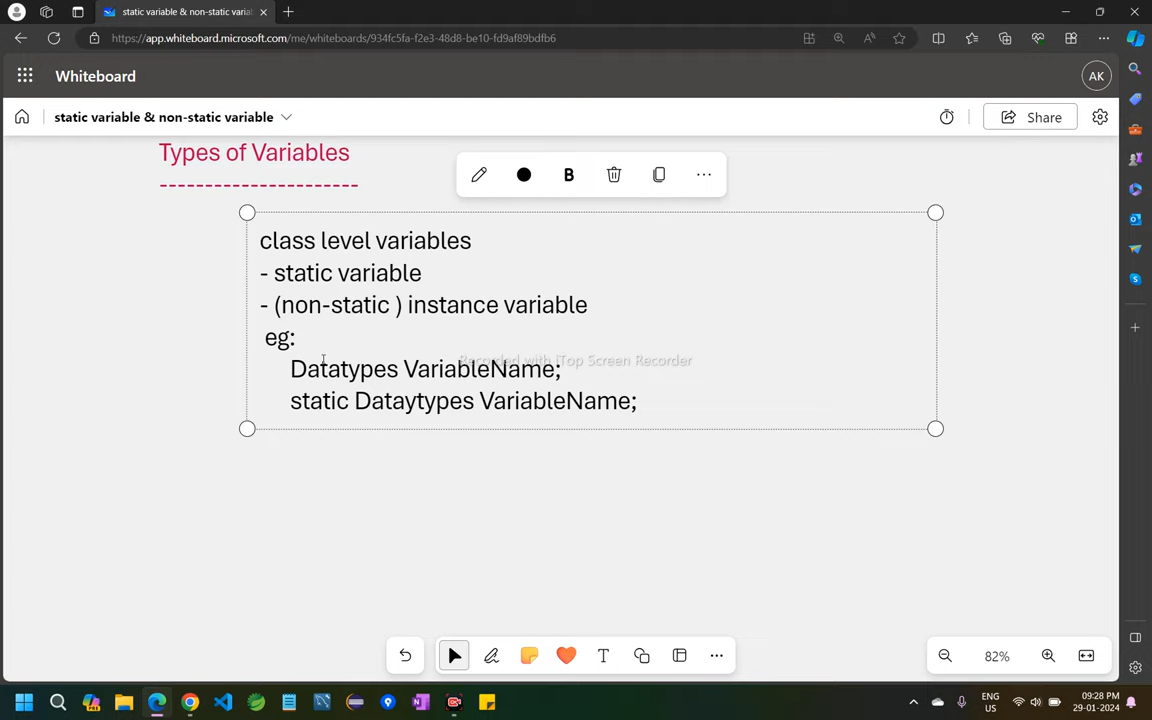 static variable & non-static varia
https://app.whiteboard.microsoft.com/me/whiteboards/934fc5fa-f2e3-48d8-be10-fd9af89bdfb6
Whiteboard
AK
static variable & non-static variable
Share
Types of Variables
----------------------
B
class level variables
- static variable
- (non-static ) instance variable
eg:
Recorded with iTop Screen Recorder
Datatypes VariableName;
static Dataytypes VariableName;
T
82%
ENG
US
09:28 PM
29-01-2024